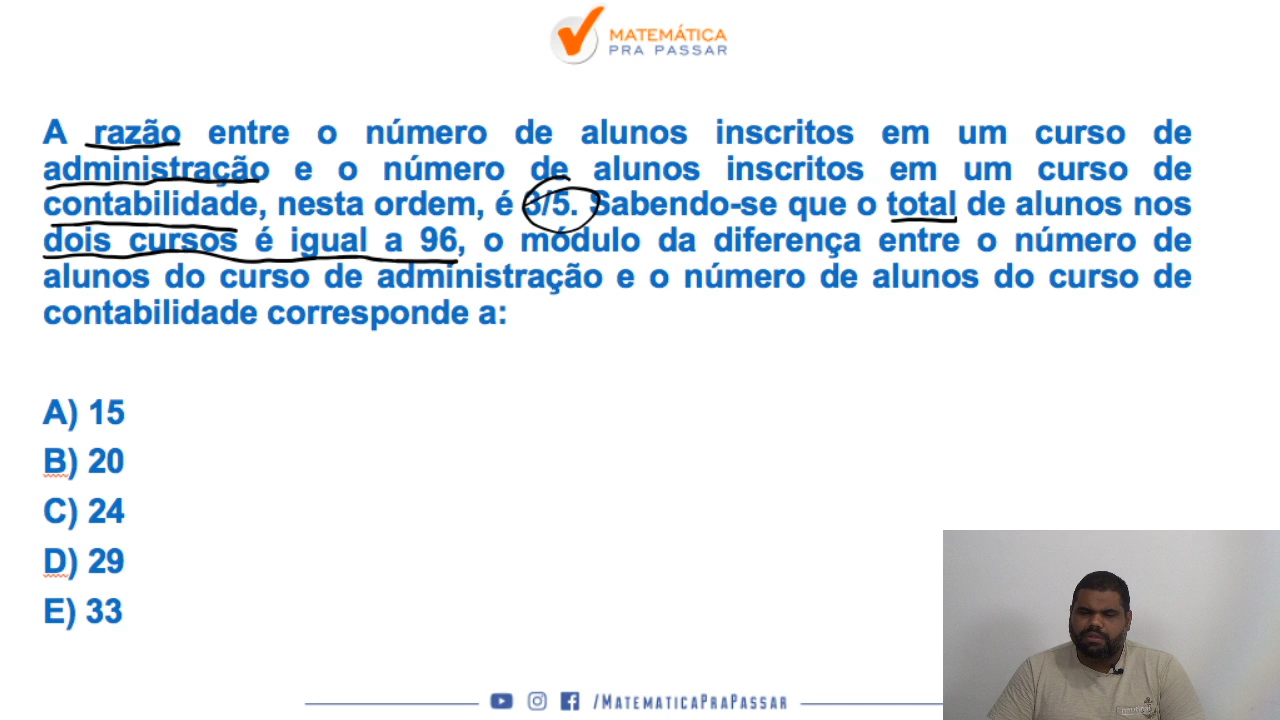 MATEMÁTICA
PRA PASSAR
A razão entre o número de alunos inscritos em um curso de
administração e o número de alunos inscritos em um curso de
contabilidade, nesta ordem, é 3/5. Sabendo-se que o total de alunos nos
dois cursos é igual a 96, o módulo da diferença entre o número de
alunos do curso de administração e o número de alunos do curso de
contabilidade corresponde a:
A) 15
B) 20
C) 24
D) 29
E) 33
/MATEMATICAPRAPASSAR